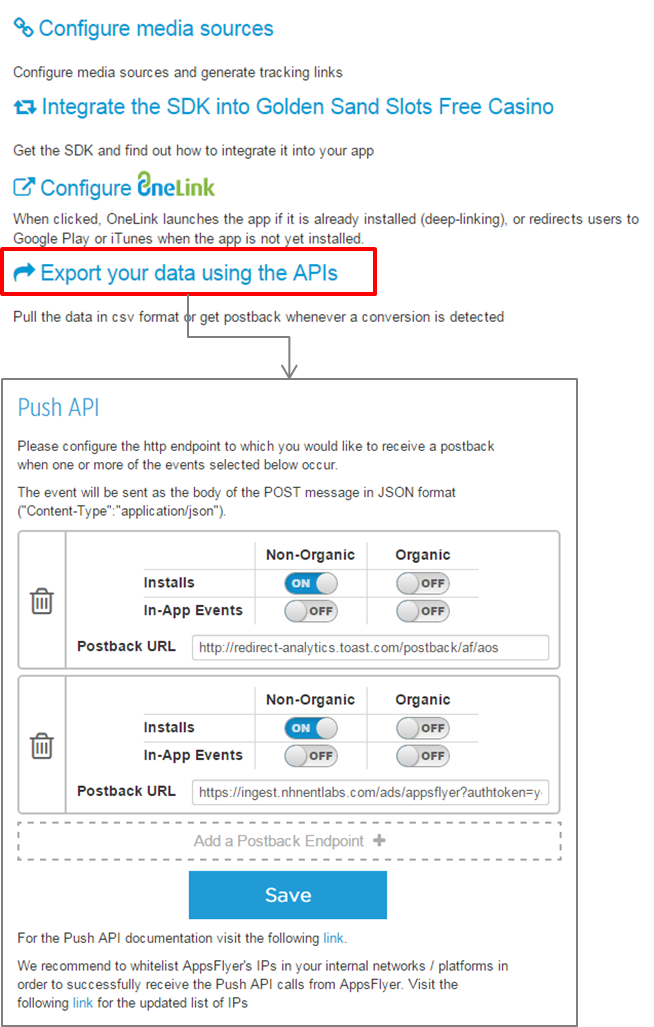 Configure media sources
Configure media sources and generate tracking links
Integrate the SDK into Golden Sand Slots Free Casino
Get the SDK and find out how to integrate it into your app
Configure OneLink
When clicked, OneLink launches the app if it is already installed (deep-linking), or redirects users to
Google Play or iTunes when the app is not yet installed.
Export your data using the APIs
Pull the data in csv format or get postback whenever a conversion is detected
Push API
Please configure the http endpoint to which you would like to receive a postback
when one or more of the events selected below occur.
The event will be sent as the body of the POST message in JSON format
("Content-Type":"application/json").
Non-Organic Organic
Installs ON OFF
In-App Events OFF OFF
Postback URL http://redirect-analytics.toast.com/postback/af/aos
Non-Organic Organic
Installs ON OFF
In-App Events OFF OFF
Postback URL https://ingest.nhnentlabs.com/ads/appsflyer?authtoken=y
Add a Postback Endpoint +
Save
For the Push API documentation visit the following link.
We recommend to whitelist AppsFlyer's IPs in your internal networks / platforms in
order to successfully receive the Push API calls from AppsFlyer. Visit the
following link for the updated list of IPs